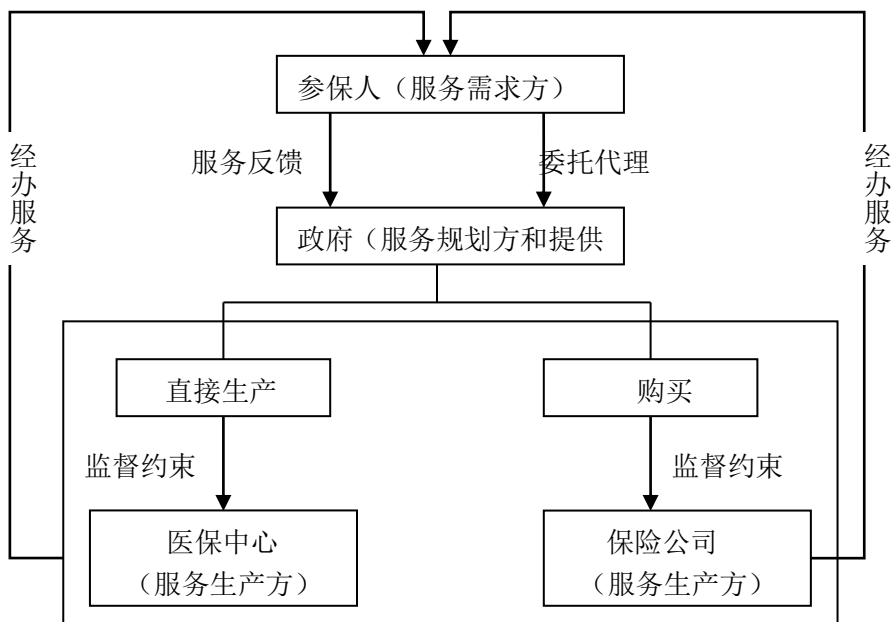 参保人（服务需求方）
服务反馈
委托代理
经办服务
经办服务
政府（服务规划方和提供
直接生产
购买
监督约束
监督约束
医保中心
（服务生产方）
保险公司
（服务生产方）